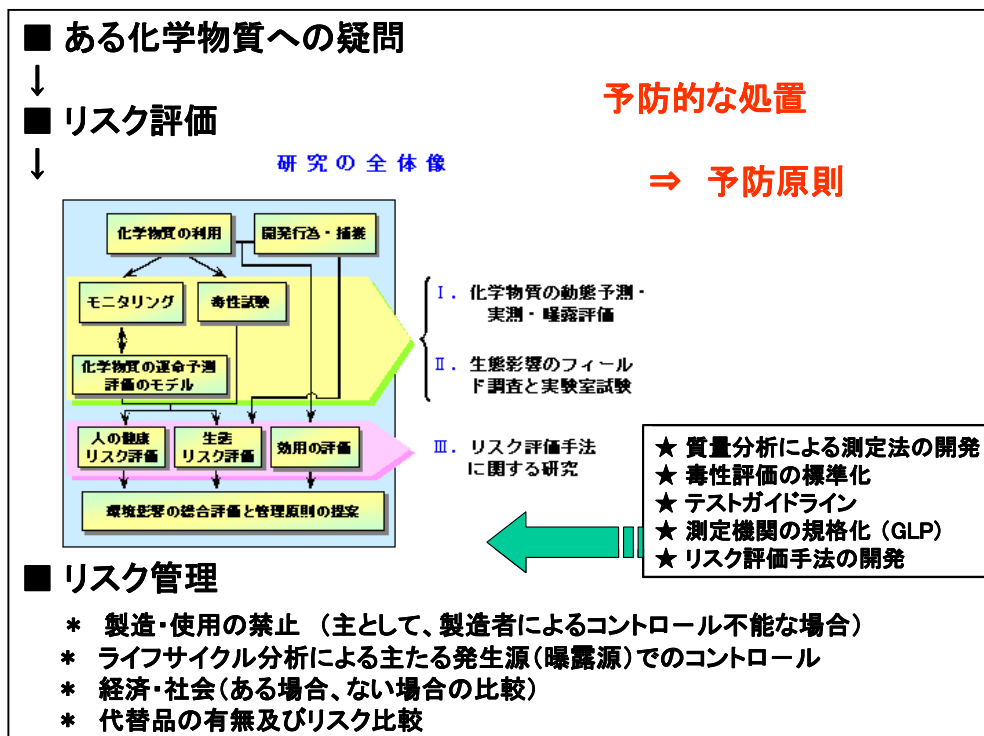 ■ ある化学物質への疑問
↓
■ リスク評価
↓
予防的な処置
⇒ 予防原則
研究の全体像
化学物質の利用
開発行為・捕獲
モニタリング
毒性試験
化学物質の運命予測
評価のモデル
人の健康
リスク評価
生態
リスク評価
効用の評価
環境影響の総合評価と管理原則の提案
Ⅰ. 化学物質の動態予測・
実測・曝露評価
Ⅱ. 生態影響のフィール
ド調査と実験室試験
Ⅲ. リスク評価手法
に関する研究
★ 質量分析による測定法の開発
★ 毒性評価の標準化
★ テストガイドライン
★ 測定機関の規格化 (GLP)
★ リスク評価手法の開発
■ リスク管理
* 製造・使用の禁止 (主として、製造者によるコントロール不能な場合)
* ライフサイクル分析による主たる発生源(曝露源)でのコントロール
* 経済・社会(ある場合、ない場合の比較)
* 代替品の有無及びリスク比較